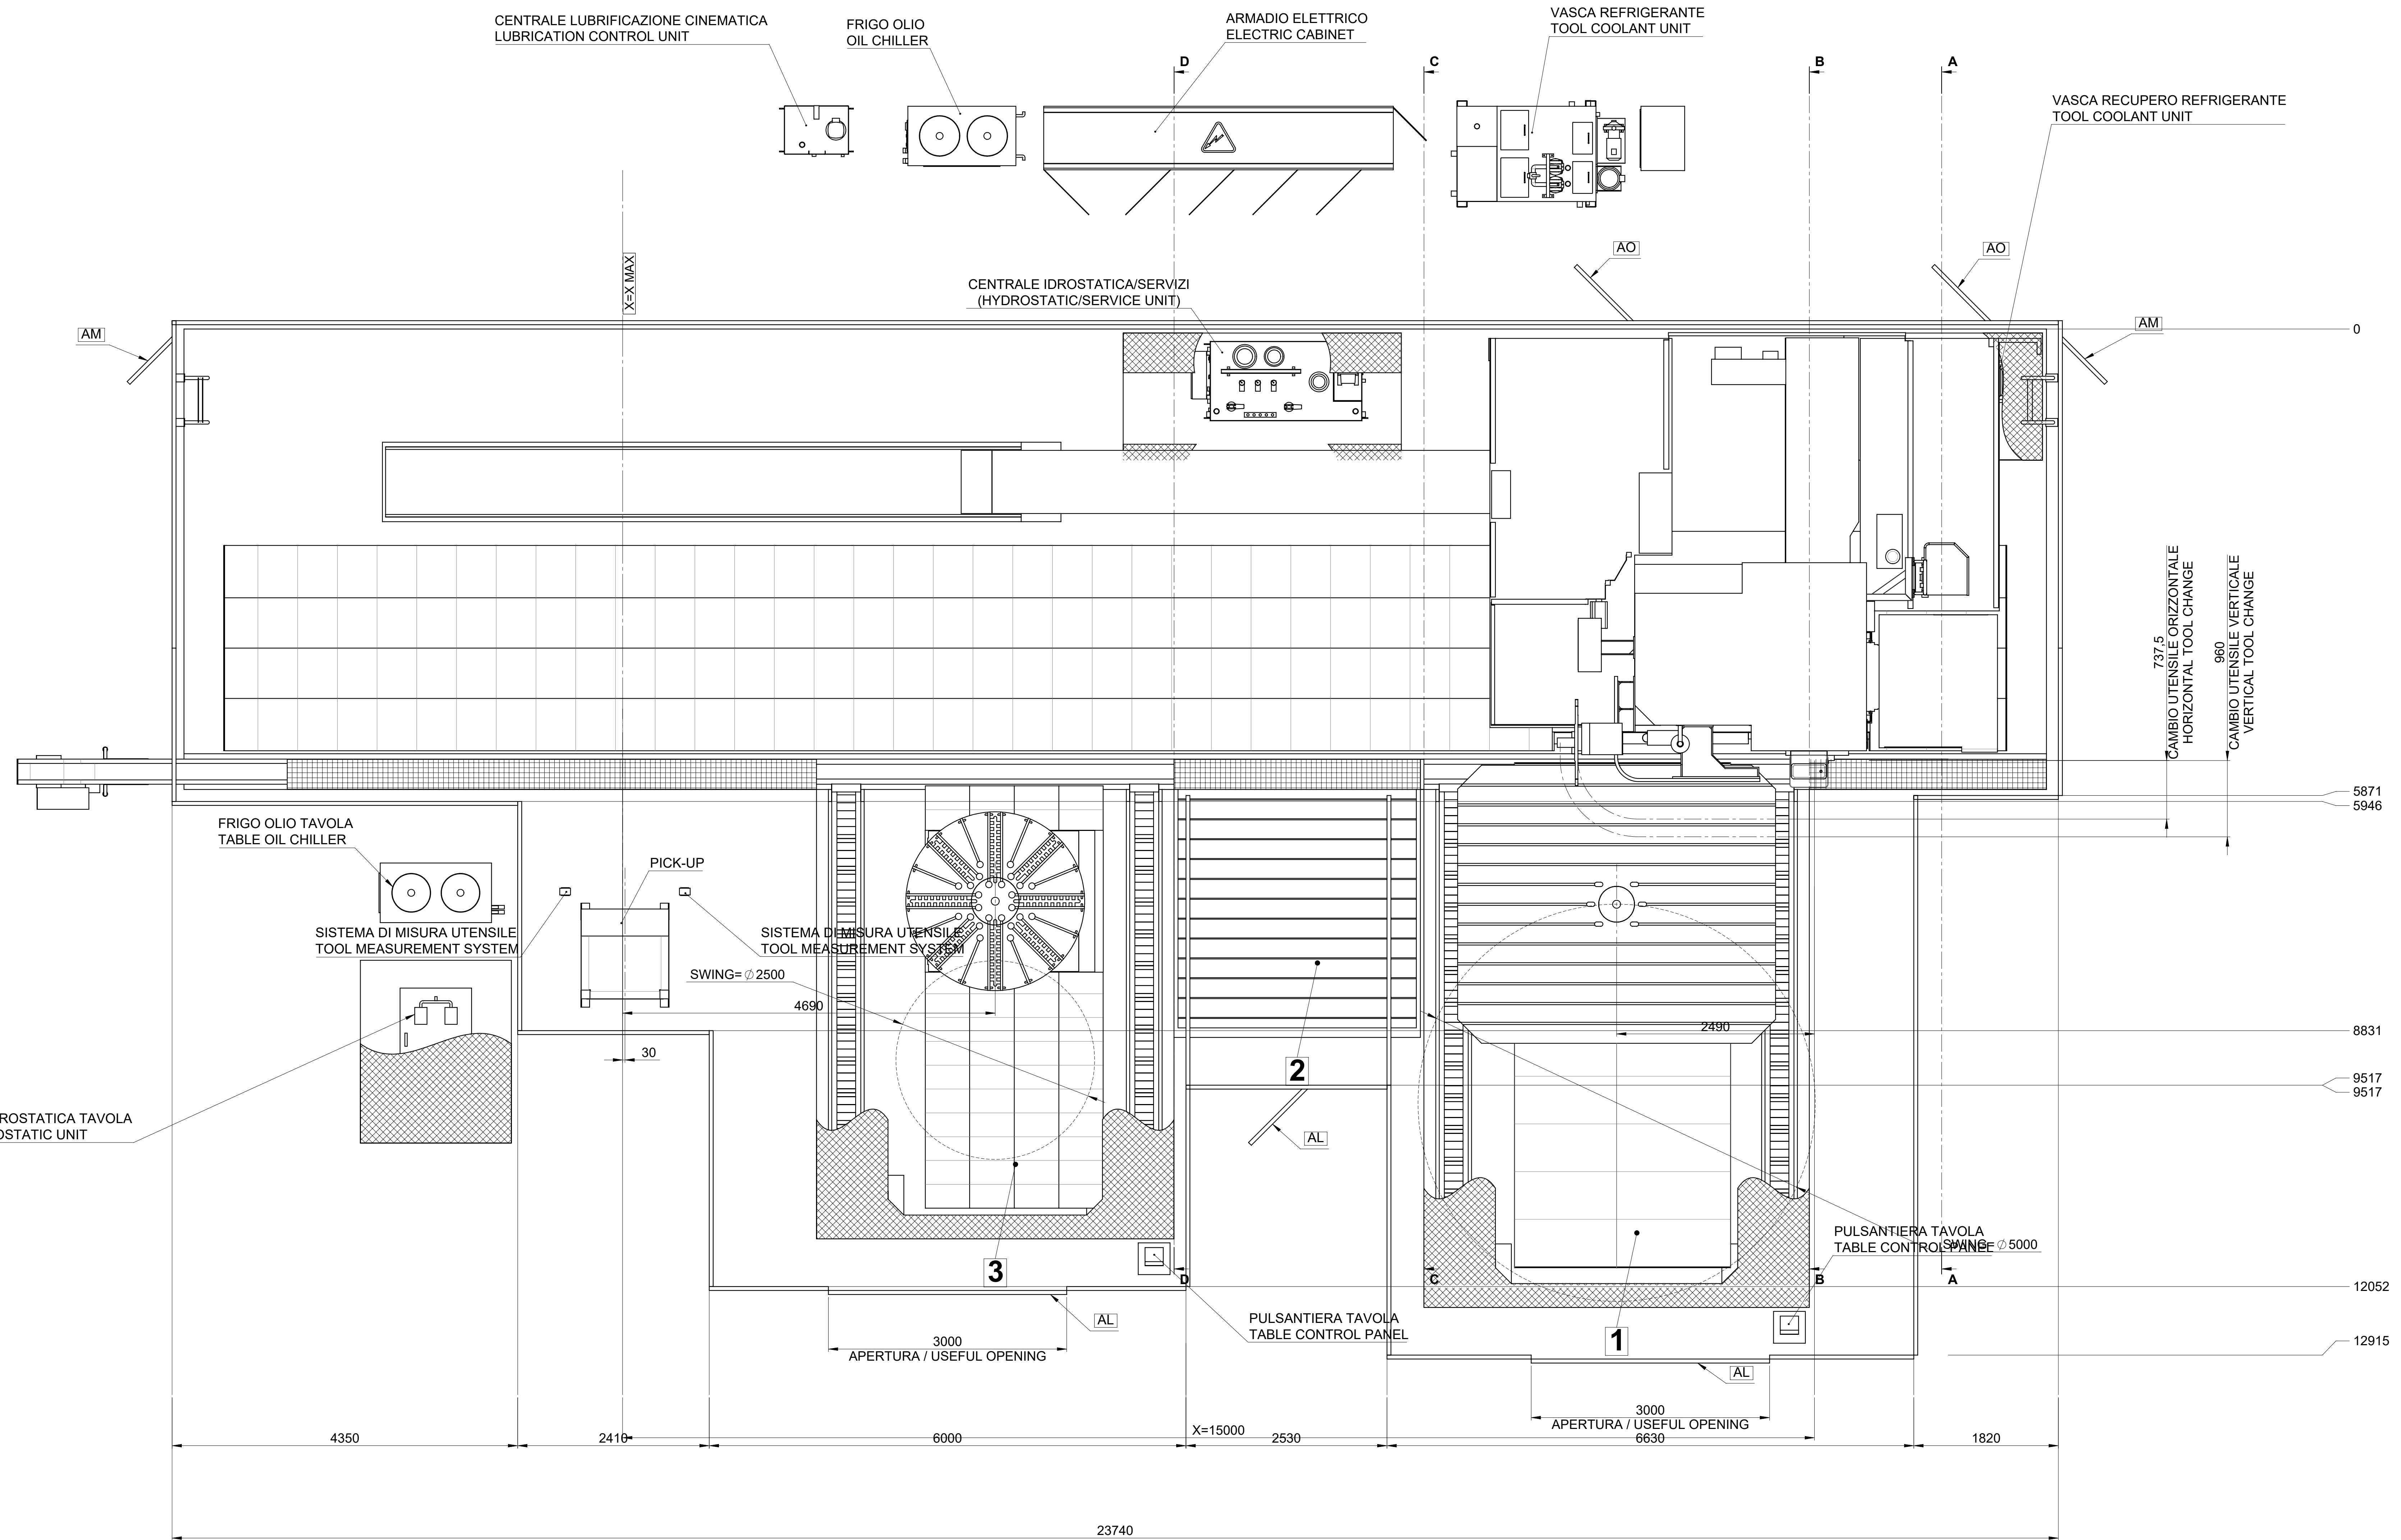 CENTRALE LUBRIFICAZIONE CINEMATICA
LUBRICATION CONTROL UNIT
FRIGO OLIO
OIL CHILLER
ARMADIO ELETTRICO
ELECTRIC CABINET
VASCA REFRIGERANTE
TOOL COOLANT UNIT
D
C
B
A
VASCA RECUPERO REFRIGERANTE
TOOL COOLANT UNIT
X=X MAX
AO
AO
CENTRALE IDROSTATICA/SERVIZI
(HYDROSTATIC/SERVICE UNIT)
AM
AM
0
737,5
CAMBIO UTENSILE ORIZZONTALE
HORIZONTAL TOOL CHANGE
960
CAMBIO UTENSILE VERTICALE
VERTICAL TOOL CHANGE
5871
5946
FRIGO OLIO TAVOLA
TABLE OIL CHILLER
PICK-UP
SISTEMA DI MISURA UTENSILE
TOOL MEASUREMENT SYSTEM
SISTEMA DI MISURA UTENSILE
TOOL MEASUREMENT SYSTEM
SWING= Ø 2500
4690
30
2490
8831
2
9517
9517
ROSTATICA TAVOLA
OSTATIC UNIT
AL
PULSANTIERA TAVOLA
TABLE CONTROL PANEL
SWING= Ø 5000
3
D
C
B
A
12052
AL
PULSANTIERA TAVOLA
TABLE CONTROL PANEL
1
12915
3000
APERTURA / USEFUL OPENING
AL
3000
APERTURA / USEFUL OPENING
X=15000
4350
2410
6000
2530
6630
1820
23740